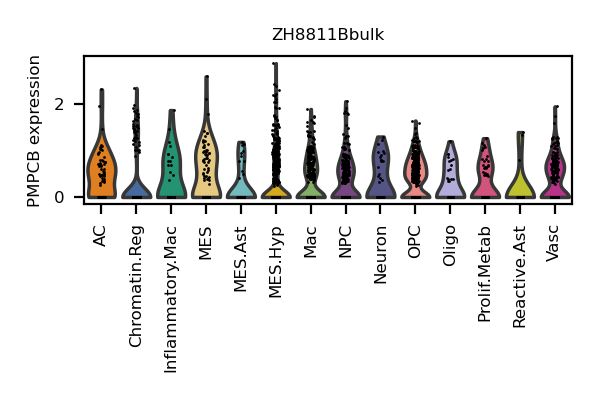 ZH8811Bbulk
PMPCB expression
2
0
AC
Chromatin.Reg
Inflammatory.Mac
MES
MES.Ast
MES.Hyp
Mac
NPC
Neuron
OPC
Oligo
Prolif.Metab
Reactive.Ast
Vasc